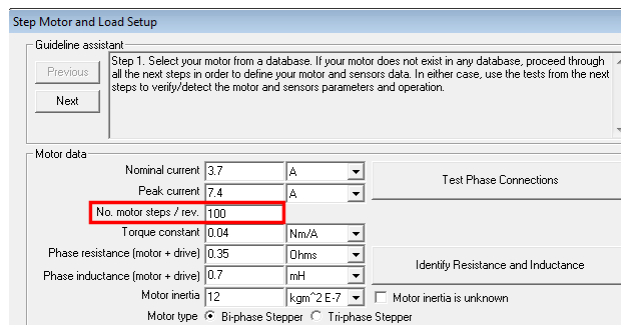 Step Motor and Load Setup
Guideline assistant
Previous
Next
Step 1. Select your motor from a database. If your motor does not exist in any database, proceed through
all the next steps in order to define your motor and sensors data. In either case, use the tests from the next
steps to verify/detect the motor and sensors parameters and operation.
Motor data
Nominal current 3.7 A
Test Phase Connections
Peak current 7.4 A
No. motor steps / rev. 100
Torque constant 0.04 Nm/A
Phase resistance (motor + drive) 0.35 Ohms
Identify Resistance and Inductance
Phase inductance (motor + drive) 0.7 mH
Motor inertia 12 kgm^2 E-7 Motor inertia is unknown
Motor type Bi-phase Stepper Tri-phase Stepper